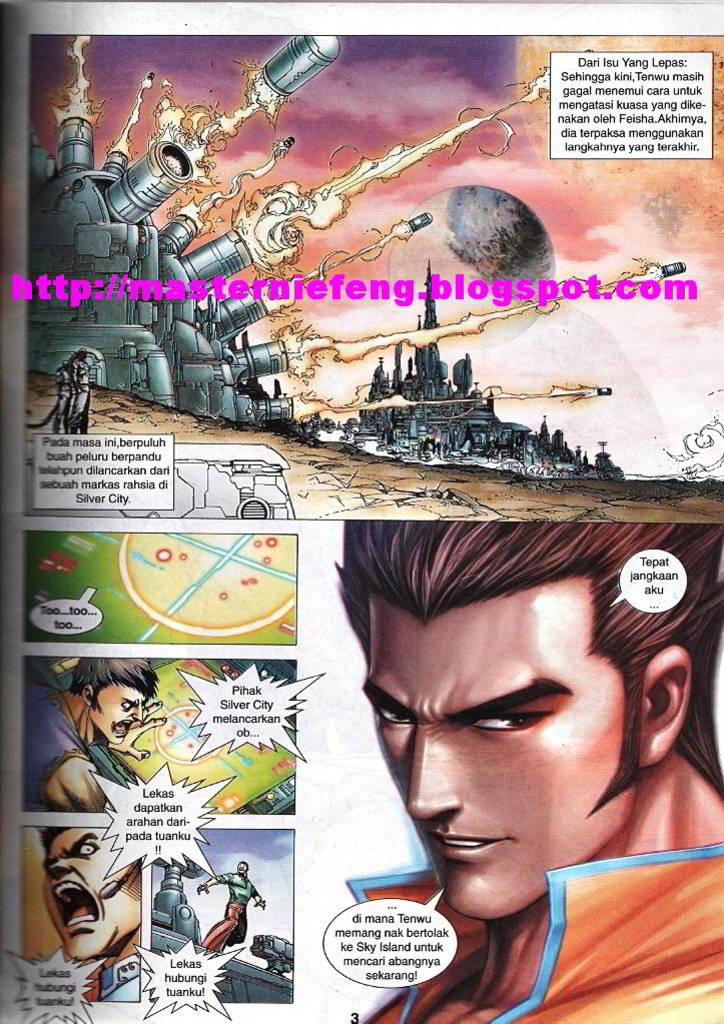 Dari Isu Yang Lepas:
Sehingga kini,Tenwu masih
gagal menemui cara untuk
mengatasi kuasa yang dike-
nakan oleh Feisha.Akhirnya,
dia terpaksa menggunakan
langkahnya yang terakhir.
http://masterniefeng.blogspot.com
Pada masa ini,berpuluh
buah peluru berpandu
telahpun dilancarkan dari
sebuah markas rahsia di
Silver City.
Too...too...
too...
Tepat
jangkaan
aku
...
Pihak
Silver City
melancarkan
ob...
Lekas
dapatkan
arahan dari-
pada tuanku
!!
Lekas
hubungi
tuanku!
Lekas
hubungi
tuanku!
...
di mana Tenwu
memang nak bertolak
ke Sky Island untuk
mencari abangnya
sekarang!
3